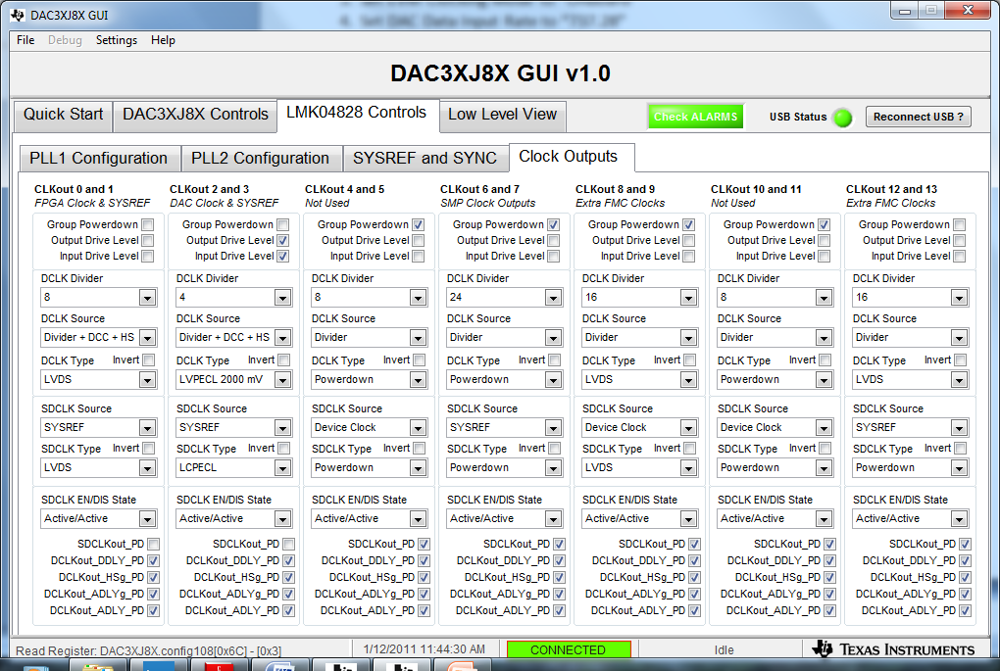 DAC3XJ8X GUI
4. Set DAC Data Input Rate to "737.28"
File Debug Settings Help
DAC3XJ8X GUI v1.0
Quick Start DAC3XJ8X Controls LMK04828 Controls Low Level View Check ALARMS USB Status Reconnect USB ?
PLL1 Configuration PLL2 Configuration SYSREF and SYNC Clock Outputs
CLKout 0 and 1 CLKout 2 and 3 CLKout 4 and 5 CLKout 6 and 7 CLKout 8 and 9 CLKout 10 and 11 CLKout 12 and 13
FPGA Clock & SYSREF DAC Clock & SYSREF Not Used SMP Clock Outputs Extra FMC Clocks Not Used Extra FMC Clocks
Group Powerdown Group Powerdown Group Powerdown Group Powerdown Group Powerdown Group Powerdown Group Powerdown
Output Drive Level Output Drive Level Output Drive Level Output Drive Level Output Drive Level Output Drive Level Output Drive Level
Input Drive Level Input Drive Level Input Drive Level Input Drive Level Input Drive Level Input Drive Level Input Drive Level
DCLK Divider DCLK Divider DCLK Divider DCLK Divider DCLK Divider DCLK Divider DCLK Divider
8 4 8 24 16 8 16
DCLK Source DCLK Source DCLK Source DCLK Source DCLK Source DCLK Source DCLK Source
Divider + DCC + HS Divider + DCC + HS Divider Divider Divider Divider Divider
DCLK Type Invert DCLK Type Invert DCLK Type Invert DCLK Type Invert DCLK Type Invert DCLK Type Invert DCLK Type Invert
LVDS LVPECL 2000 mV Powerdown Powerdown LVDS Powerdown LVDS
SDCLK Source SDCLK Source SDCLK Source SDCLK Source SDCLK Source SDCLK Source SDCLK Source
SYSREF SYSREF Device Clock SYSREF Device Clock Device Clock SYSREF
SDCLK Type Invert SDCLK Type Invert SDCLK Type Invert SDCLK Type Invert SDCLK Type Invert SDCLK Type Invert SDCLK Type Invert
LVDS LCPECL Powerdown Powerdown LVDS Powerdown Powerdown
SDCLK EN/DIS State SDCLK EN/DIS State SDCLK EN/DIS State SDCLK EN/DIS State SDCLK EN/DIS State SDCLK EN/DIS State SDCLK EN/DIS State
Active/Active Active/Active Active/Active Active/Active Active/Active Active/Active Active/Active
SDCLKout_PD SDCLKout_PD SDCLKout_PD SDCLKout_PD SDCLKout_PD SDCLKout_PD SDCLKout_PD
DCLKout_DDLY_PD DCLKout_DDLY_PD DCLKout_DDLY_PD DCLKout_DDLY_PD DCLKout_DDLY_PD DCLKout_DDLY_PD DCLKout_DDLY_PD
DCLKout_HSg_PD DCLKout_HSg_PD DCLKout_HSg_PD DCLKout_HSg_PD DCLKout_HSg_PD DCLKout_HSg_PD DCLKout_HSg_PD
DCLKout_ADLYg_PD DCLKout_ADLYg_PD DCLKout_ADLYg_PD DCLKout_ADLYg_PD DCLKout_ADLYg_PD DCLKout_ADLYg_PD DCLKout_ADLYg_PD
DCLKout_ADLY_PD DCLKout_ADLY_PD DCLKout_ADLY_PD DCLKout_ADLY_PD DCLKout_ADLY_PD DCLKout_ADLY_PD DCLKout_ADLY_PD
Read Register: DAC3XJ8X.config108[0x6C] - [0x3] 1/12/2011 11:44:30 AM CONNECTED Idle TEXAS INSTRUMENTS